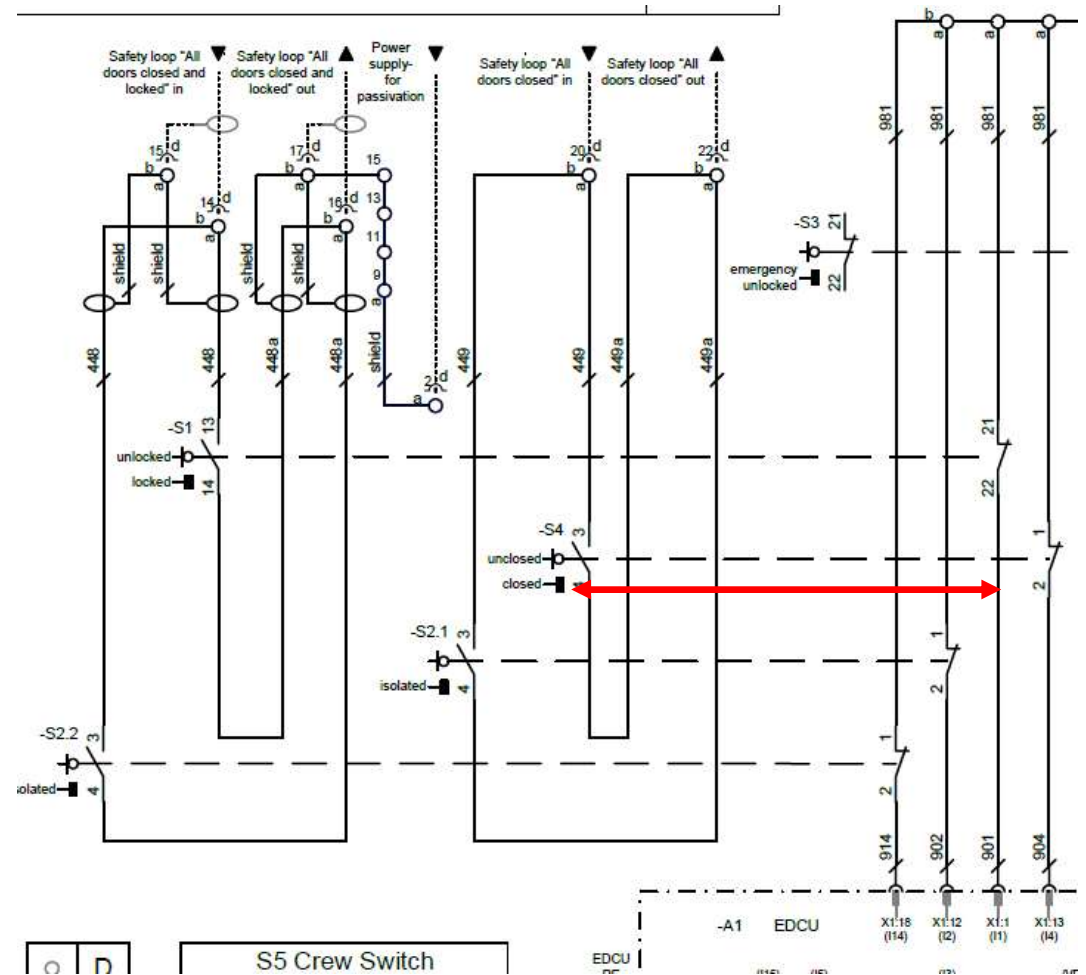 Safety loop "All
doors closed and
locked" in
Safety loop "All
doors closed and
locked" out
Power
supply-
for
passivation
Safety loop "All
doors closed" in
Safety loop "All
doors closed" out
b
a
a
a
981
981
981
981
15
d
b
a
17
d
b
a
15
13
11
9
a
14
d
b
a
16
d
b
a
20
d
b
a
22
d
b
a
shield
shield
shield
shield
shield
-S3
21
22
emergency
unlocked
448
448
448a
448a
449
449
449a
449a
2
d
a
-S1
13
14
unlocked
locked
21
22
-S4
3
unclosed
closed
1
2
-S2.1
3
4
isolated
1
2
-S2.2
3
4
solated
1
2
914
902
901
904
-A1 EDCU
X1:18
(I14)
X1:12
(I2)
X1:1
(I1)
X1:13
(I4)
D
S5 Crew Switch
EDCU